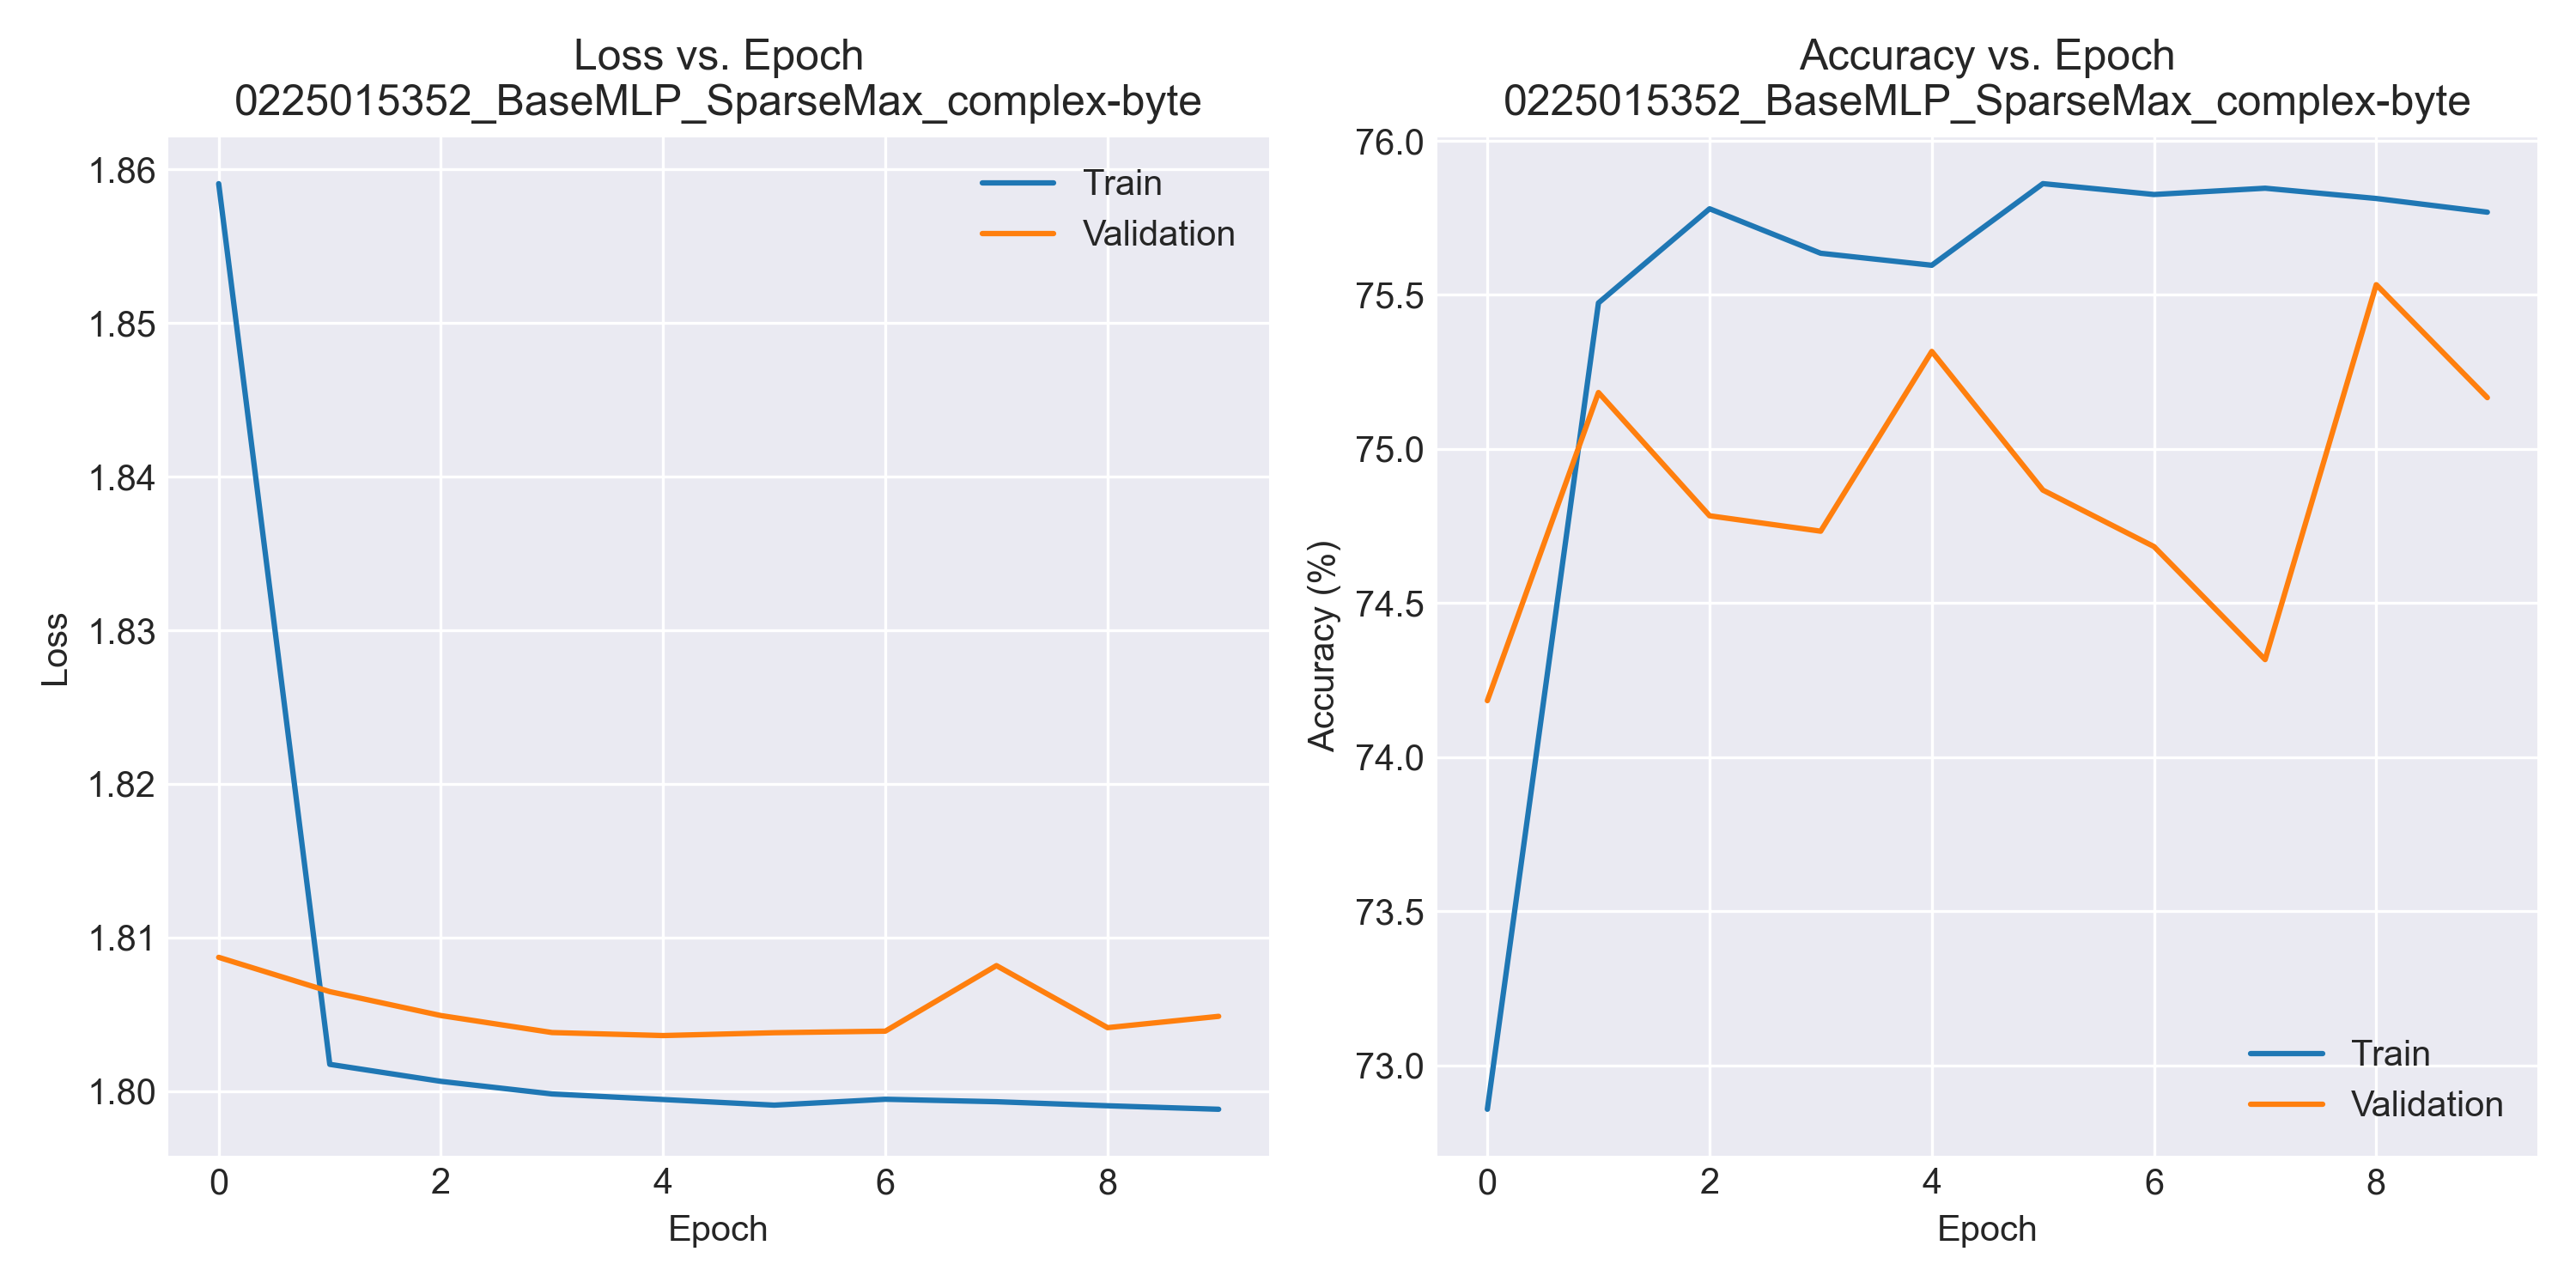 Loss vs. Epoch
0225015352_BaseMLP_SparseMax_complex-byte
1.86
1.85
1.84
1.83
1.82
1.81
1.80
Loss
Train
Validation
0 2 4 6 8
Epoch
Accuracy vs. Epoch
0225015352_BaseMLP_SparseMax_complex-byte
76.0
75.5
75.0
74.5
74.0
73.5
73.0
Accuracy (%)
Train
Validation
0 2 4 6 8
Epoch